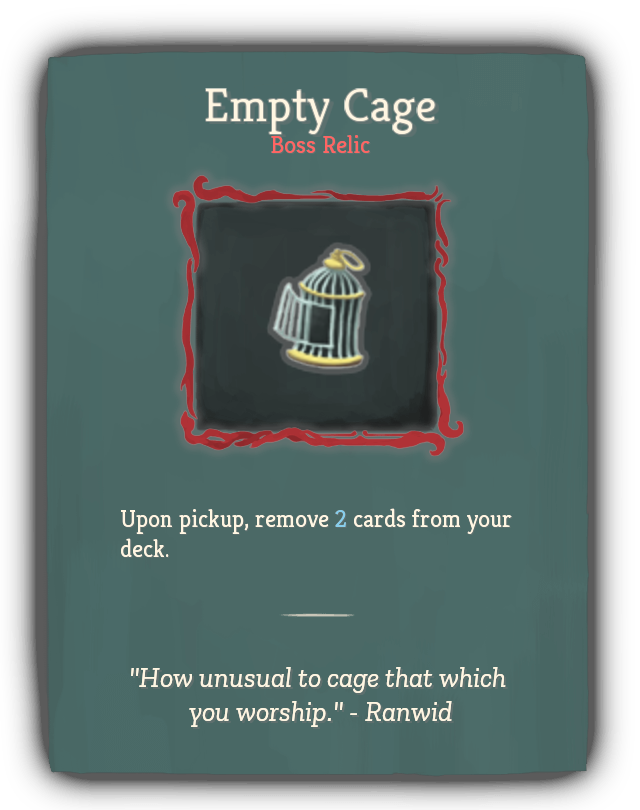 Empty Cage
Boss Relic
Upon pickup, remove 2 cards from your
deck.
"How unusual to cage that which
you worship." - Ranwid